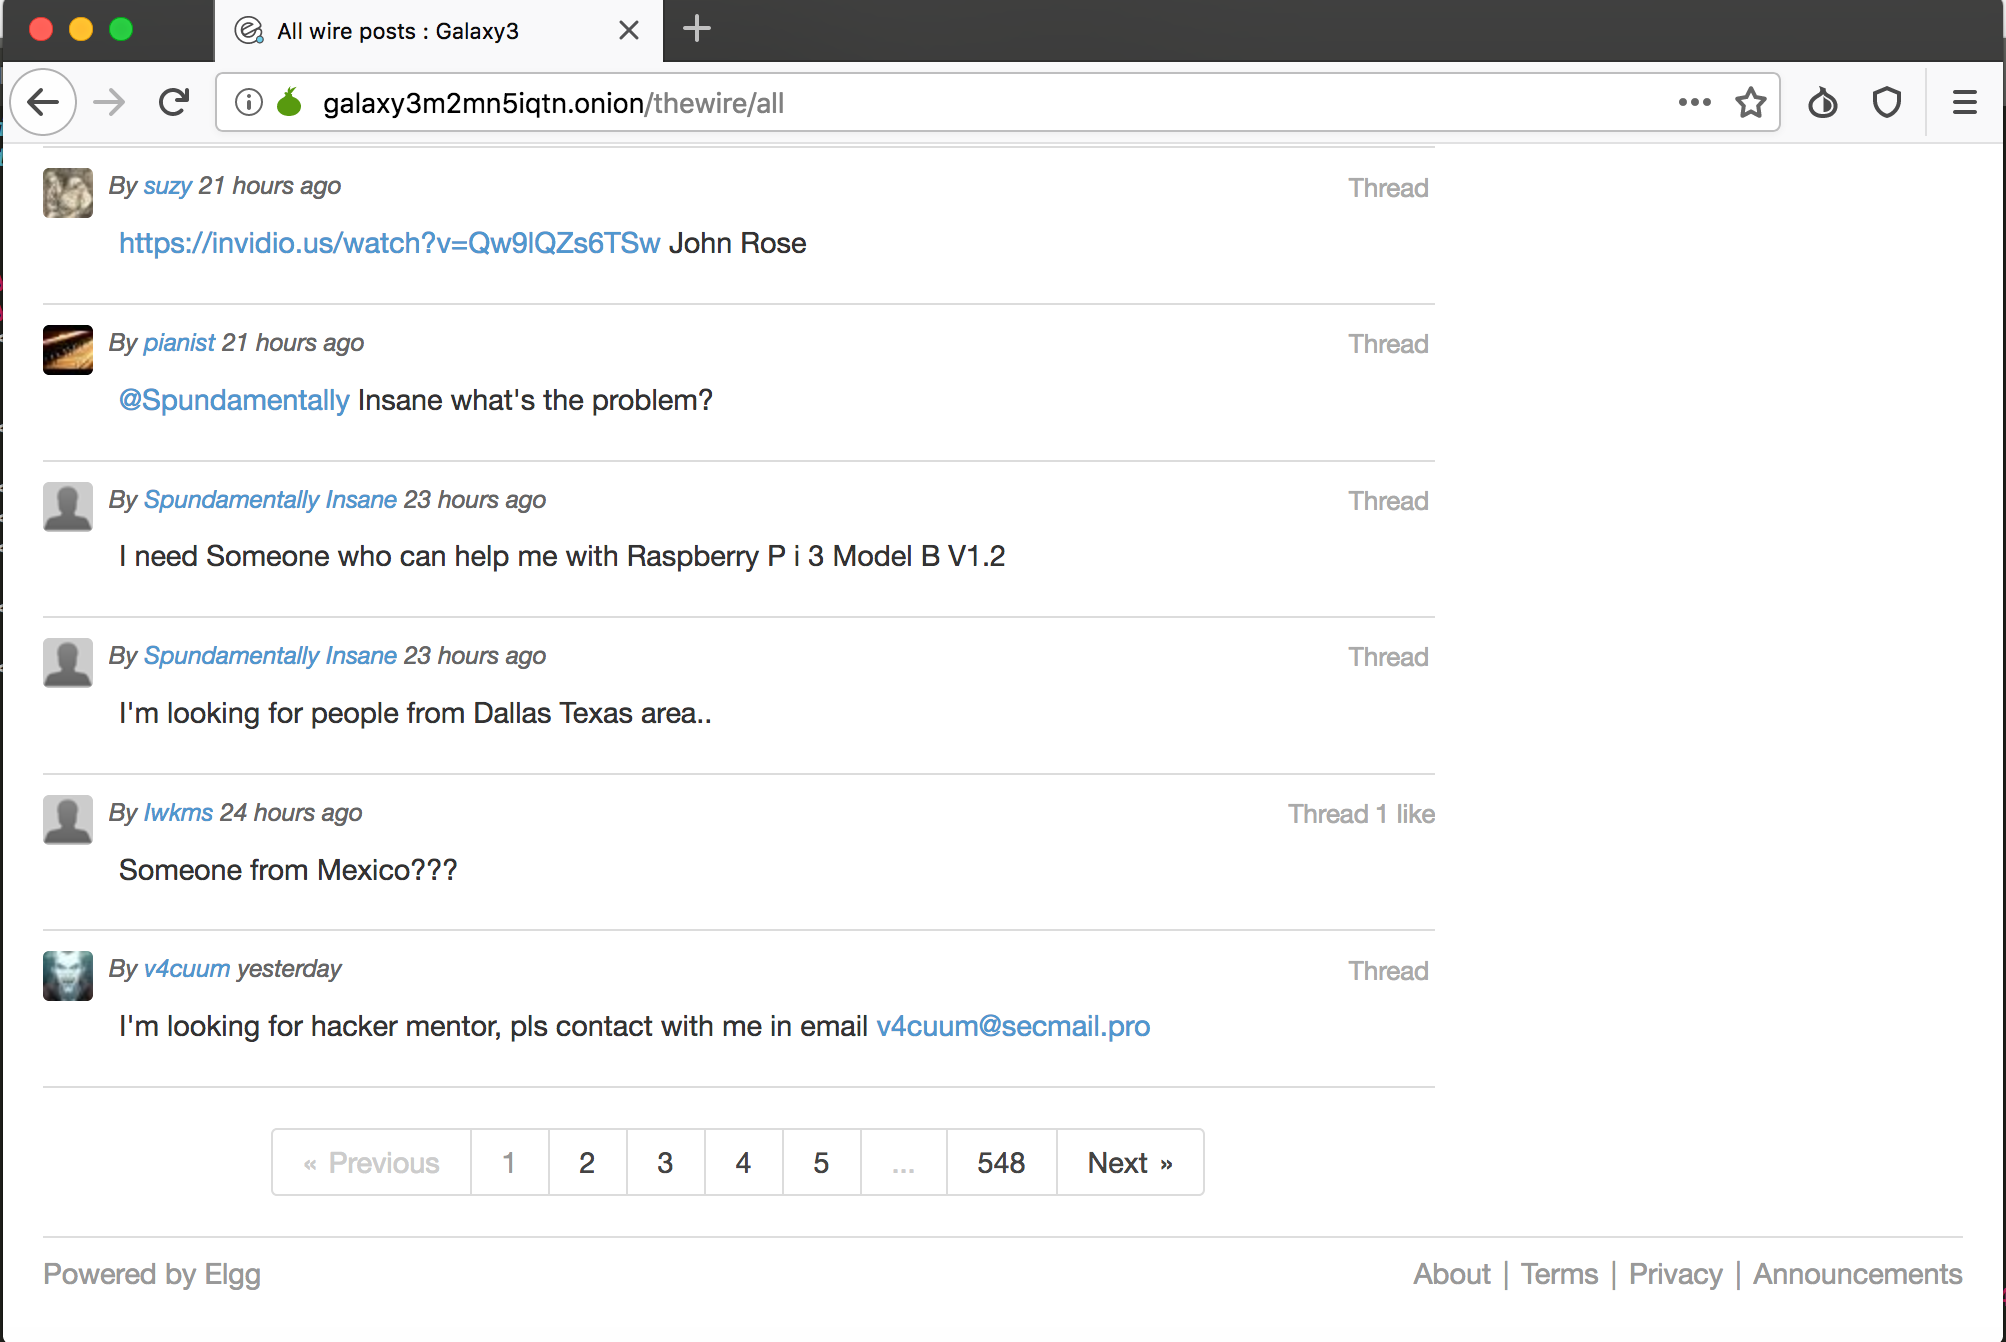 All wire posts : Galaxy3
galaxy3m2mn5iqtn.onion/thewire/all
By suzy 21 hours ago Thread
https://invidio.us/watch?v=Qw9lQZs6TSw John Rose
By pianist 21 hours ago Thread
@Spundamentally Insane what's the problem?
By Spundamentally Insane 23 hours ago Thread
I need Someone who can help me with Raspberry P i 3 Model B V1.2
By Spundamentally Insane 23 hours ago Thread
I'm looking for people from Dallas Texas area..
By Iwkms 24 hours ago Thread 1 like
Someone from Mexico???
By v4cuum yesterday Thread
I'm looking for hacker mentor, pls contact with me in email v4cuum@secmail.pro
« Previous 1 2 3 4 5 ... 548 Next »
Powered by Elgg About | Terms | Privacy | Announcements